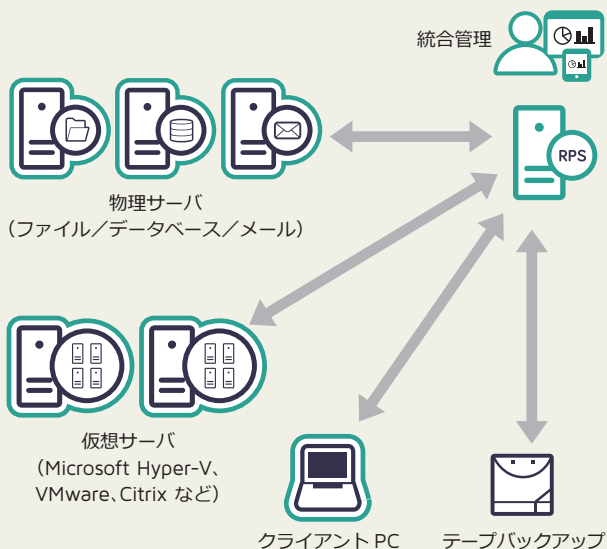 統合管理
RPS
物理サーバ
（ファイル／データベース／メール）
仮想サーバ
（Microsoft Hyper-V、
VMware、Citrix など）
クライアント PC
テープバックアップ